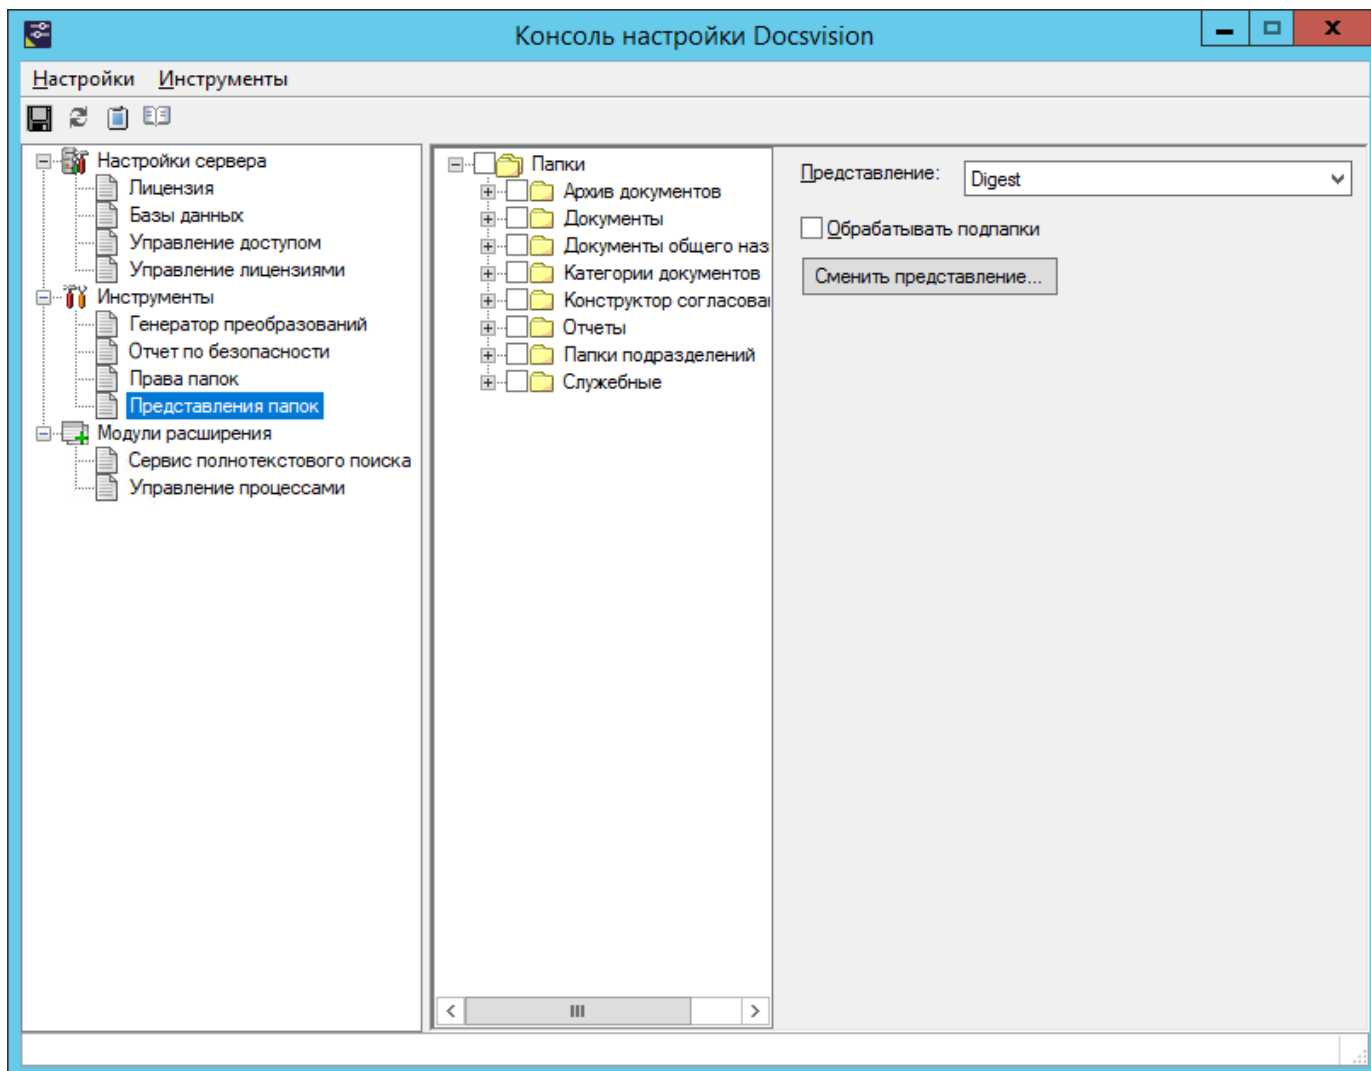 Консоль настройки Docsvision
Настройки Инструменты
Настройки сервера
Лицензия
Базы данных
Управление доступом
Управление лицензиями
Инструменты
Генератор преобразований
Отчет по безопасности
Права папок
Представления папок
Модули расширения
Сервис полнотекстового поиска
Управление процессами
Папки
Архив документов
Документы
Документы общего наз
Категории документов
Конструктор согласован
Отчеты
Папки подразделений
Служебные
Представление: Digest
Обрабатывать подпапки
Сменить представление...